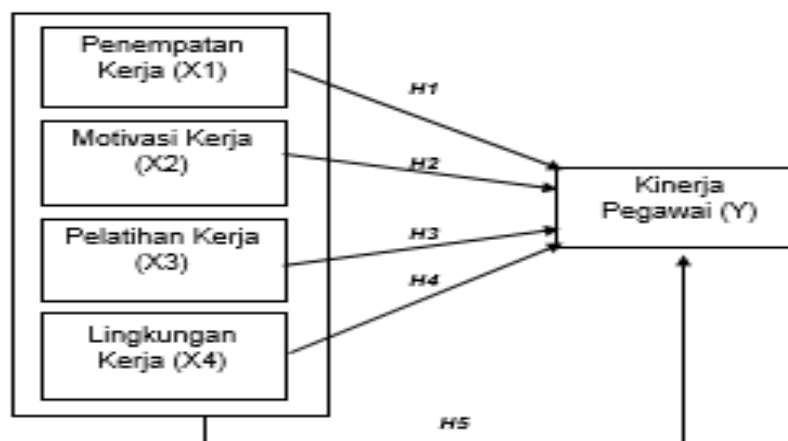 Penempatan
Kerja (X1)
H1
Motivasi Kerja
(X2)
H2
Kinerja
Pegawai (Y)
Pelatihan Kerja
(X3)
H3
H4
Lingkungan
Kerja (X4)
H5